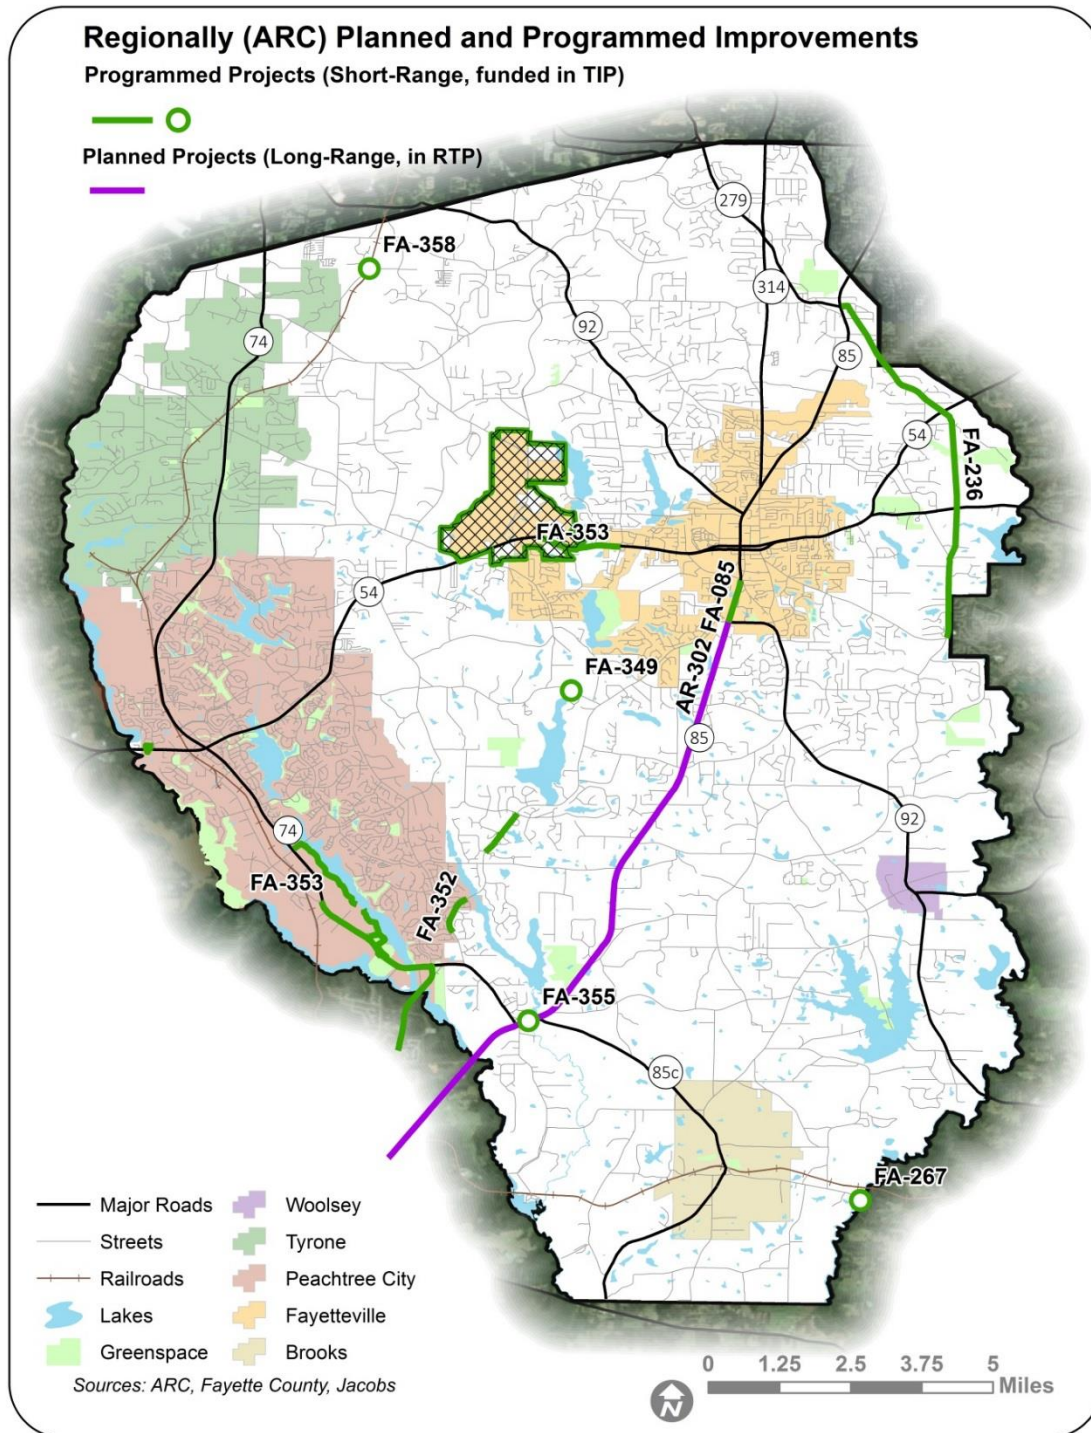 Regionally (ARC) Planned and Programmed Improvements
Programmed Projects (Short-Range, funded in TIP)
Planned Projects (Long-Range, in RTP)
279
FA-358
314
92
74
85
54
FA-236
FA-353
54
FA-085
AR-302
FA-349
85
74
92
FA-353
FA-352
FA-355
85c
FA-267
Major Roads
Streets
Railroads
Lakes
Greenspace
Woolsey
Tyrone
Peachtree City
Fayetteville
Brooks
Sources: ARC, Fayette County, Jacobs
N
0 1.25 2.5 3.75 5
Miles